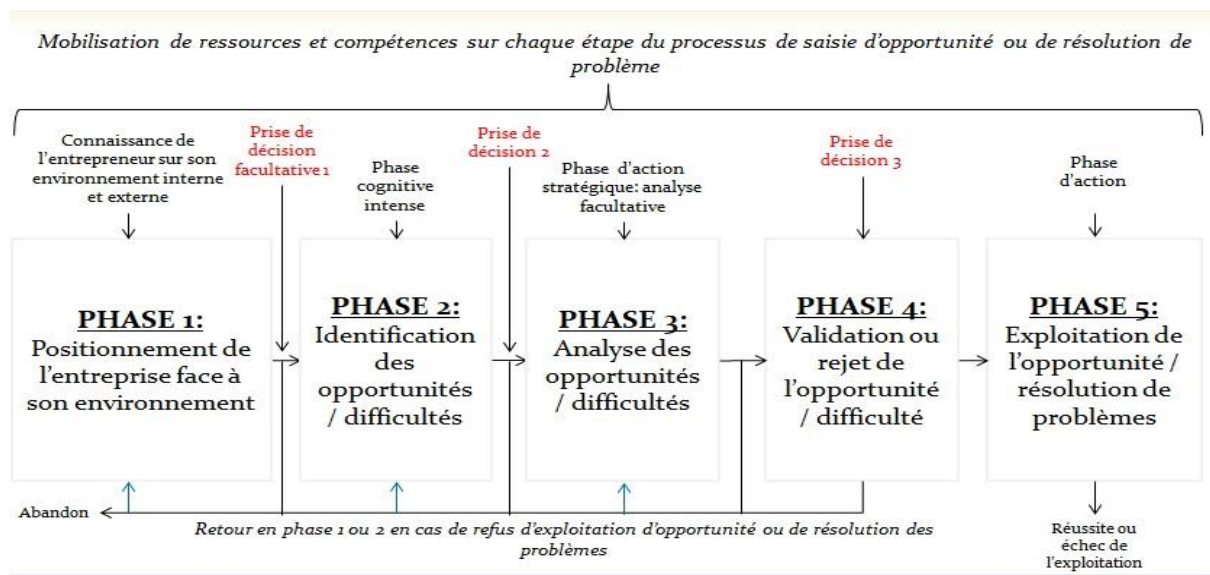 Mobilisation de ressources et compétences sur chaque étape du processus de saisie d'opportunité ou de résolution de
problème
Connaissance de
l'entrepreneur sur son
environnement interne
et externe
Prise de
décision
facultative 1
Phase
cognitive
intense
Prise de
décision 2
Phase d'action
stratégique: analyse
facultative
Prise de
décision 3
Phase
d'action
PHASE 1:
Positionnement de
l'entreprise face à
son environnement
PHASE 2:
Identification
des
opportunités
/ difficultés
PHASE 3:
Analyse des
opportunités
/ difficultés
PHASE 4:
Validation ou
rejet de
l'opportunité
/ difficulté
PHASE 5:
Exploitation de
l'opportunité /
résolution de
problèmes
Abandon
Retour en phase 1 ou 2 en cas de refus d'exploitation d'opportunité ou de résolution des
problèmes
Réussite ou
échec de
l'exploitation